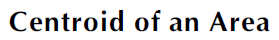 Centroid of an Area